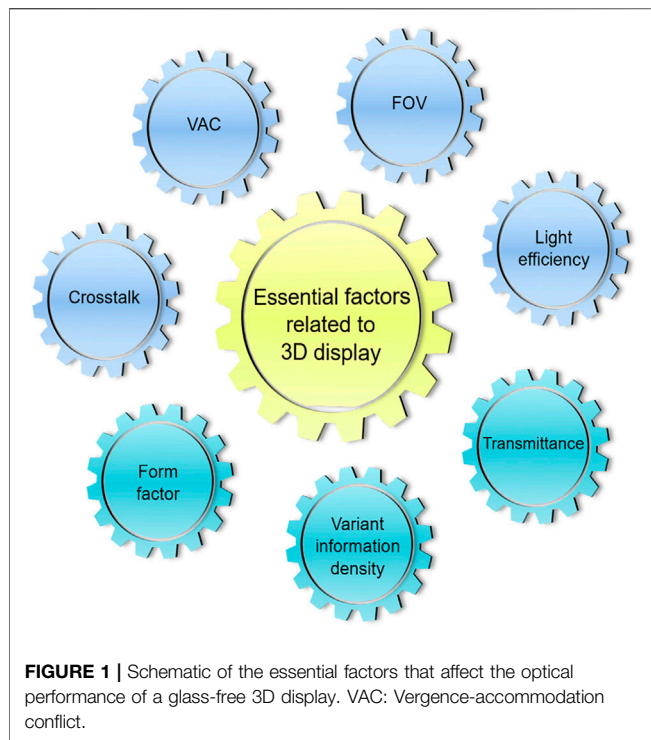 VAC
FOV
Light
efficiency
Crosstalk
Essential factors
related to
3D display
Transmittance
Form
factor
Variant
information
density
FIGURE 1 | Schematic of the essential factors that affect the optical
performance of a glass-free 3D display. VAC: Vergence-accommodation
conflict.